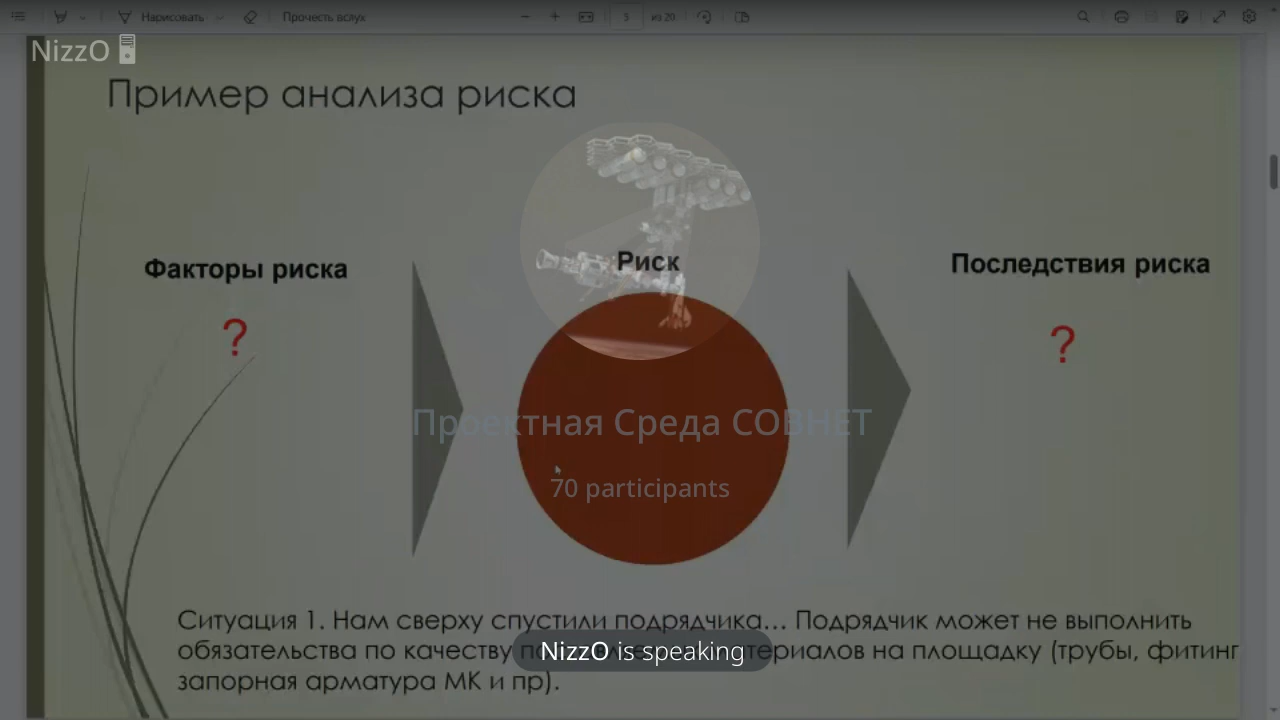 Нарисовать
Прочесть вслух
5
из 20
NizzO
Пример анализа риска
Факторы риска
Риск
Последствия риска
?
?
Проектная Среда СОВНЕТ
70 participants
Ситуация 1. Нам сверху спустили подрядчика... Подрядчик может не выполнить
обязательства по качеству материалов на площадку (трубы, фитинг
запорная арматура МК и пр).
NizzO is speaking